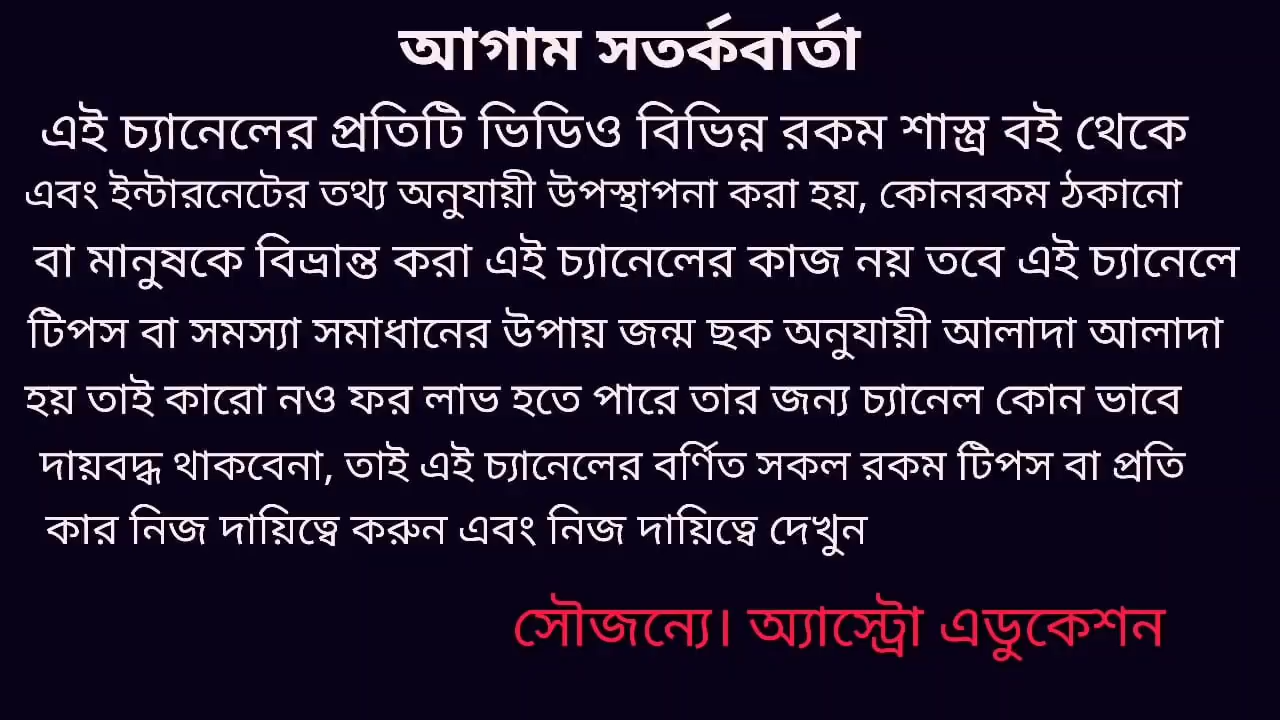 আগাম সতর্কবার্তা
এই চ্যানেলের প্রতিটি ভিডিও বিভিন্ন রকম শাস্ত্র বই থেকে
এবং ইন্টারনেটের তথ্য অনুযায়ী উপস্থাপনা করা হয়, কোনরকম ঠকানো
বা মানুষকে বিভ্রান্ত করা এই চ্যানেলের কাজ নয় তবে এই চ্যানেলে
টিপস বা সমস্যা সমাধানের উপায় জন্ম ছক অনুযায়ী আলাদা আলাদা
হয় তাই কারো নও ফর লাভ হতে পারে তার জন্য চ্যানেল কোন ভাবে
দায়বদ্ধ থাকবেনা, তাই এই চ্যানেলের বর্ণিত সকল রকম টিপস বা প্রতি
কার নিজ দায়িত্বে করুন এবং নিজ দায়িত্বে দেখুন
সৌজন্যে। অ্যাস্ট্রো এডুকেশন